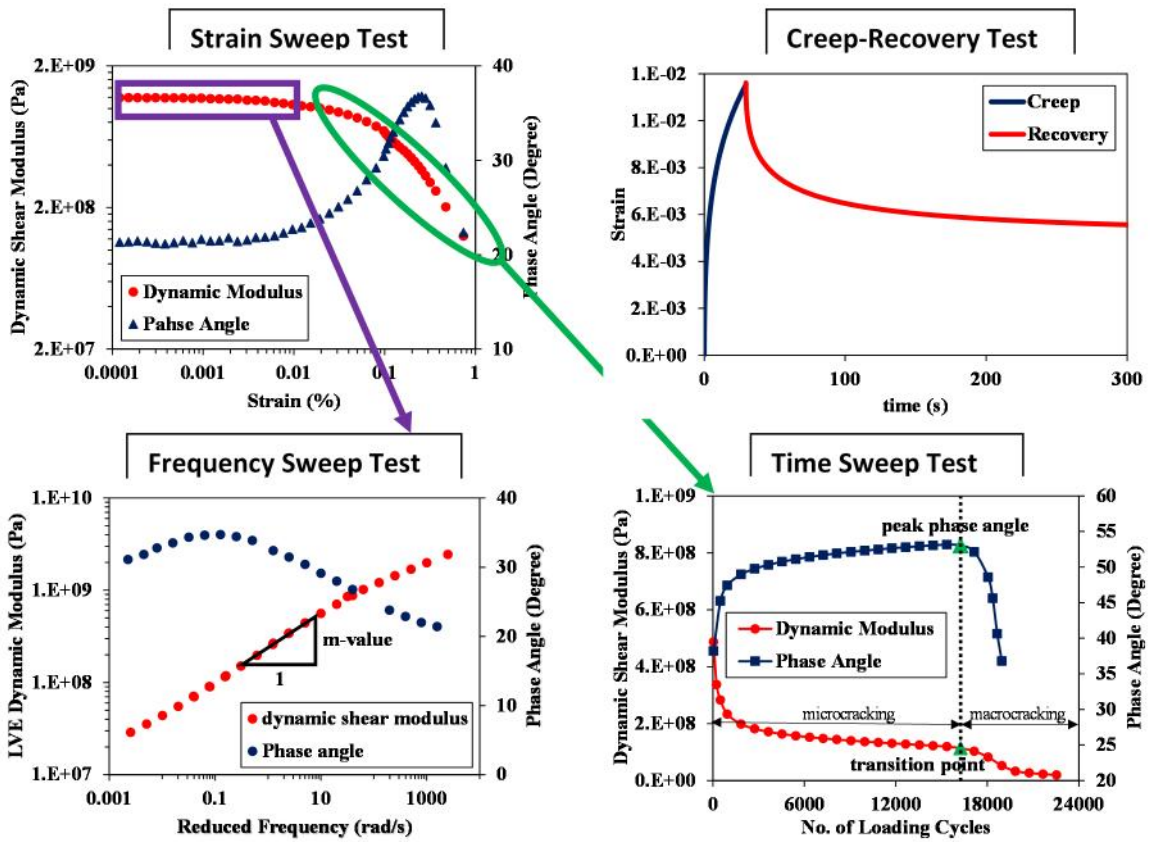 Strain Sweep Test
2.E+09
2.E+08
2.E+07
Dynamic Shear Modulus (Pa)
40
30
20
10
Phase Angle (Degree)
Dynamic Modulus
Pahse Angle
0.0001
0.001
0.01
0.1
1
Strain (%)
Creep-Recovery Test
1.E-02
1.E-02
8.E-03
6.E-03
4.E-03
2.E-03
0.E+00
Strain
Creep
Recovery
0
100
200
300
time (s)
Frequency Sweep Test
1.E+10
1.E+09
1.E+08
1.E+07
LVE Dynamic Modulus (Pa)
40
30
20
10
0
Phase Angle (Degree)
m-value
1
dynamic shear modulus
Phase angle
0.001
0.1
10
1000
Reduced Frequency (rad/s)
Time Sweep Test
1.E+09
8.E+08
6.E+08
4.E+08
2.E+08
0.E+00
Dynamic Shear Modulus (Pa)
60
55
50
45
40
35
30
25
20
Phase Angle (Degree)
peak phase angle
Dynamic Modulus
Phase Angle
microcracking
macrocracking
transition point
0
6000
12000
18000
24000
No. of Loading Cycles